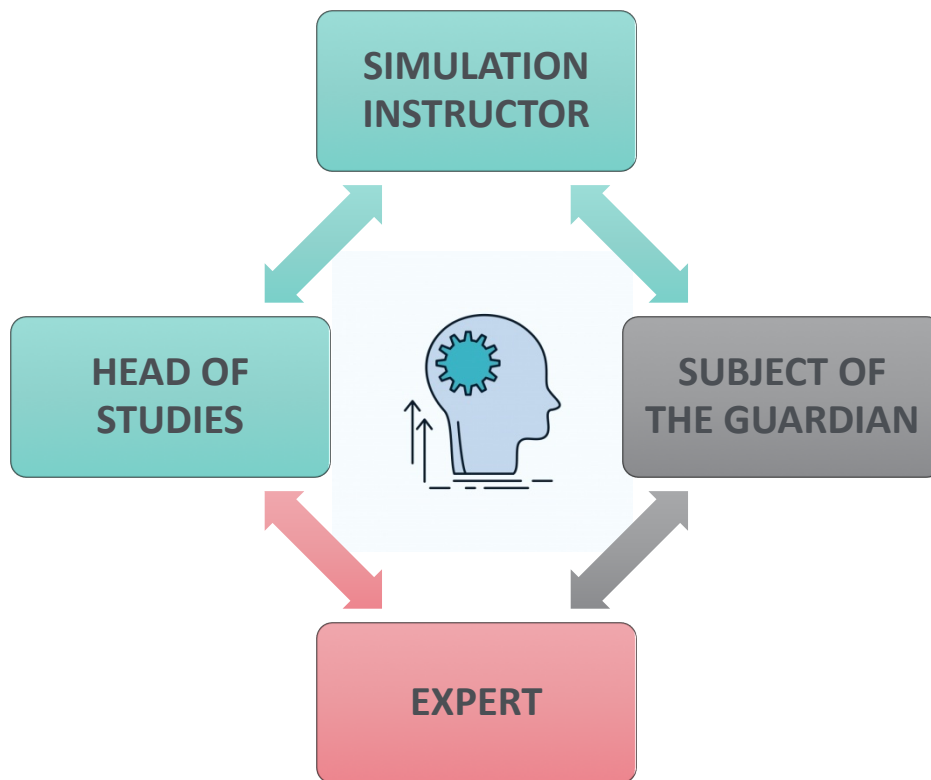 SIMULATION
INSTRUCTOR
HEAD OF
STUDIES
SUBJECT OF
THE GUARDIAN
EXPERT